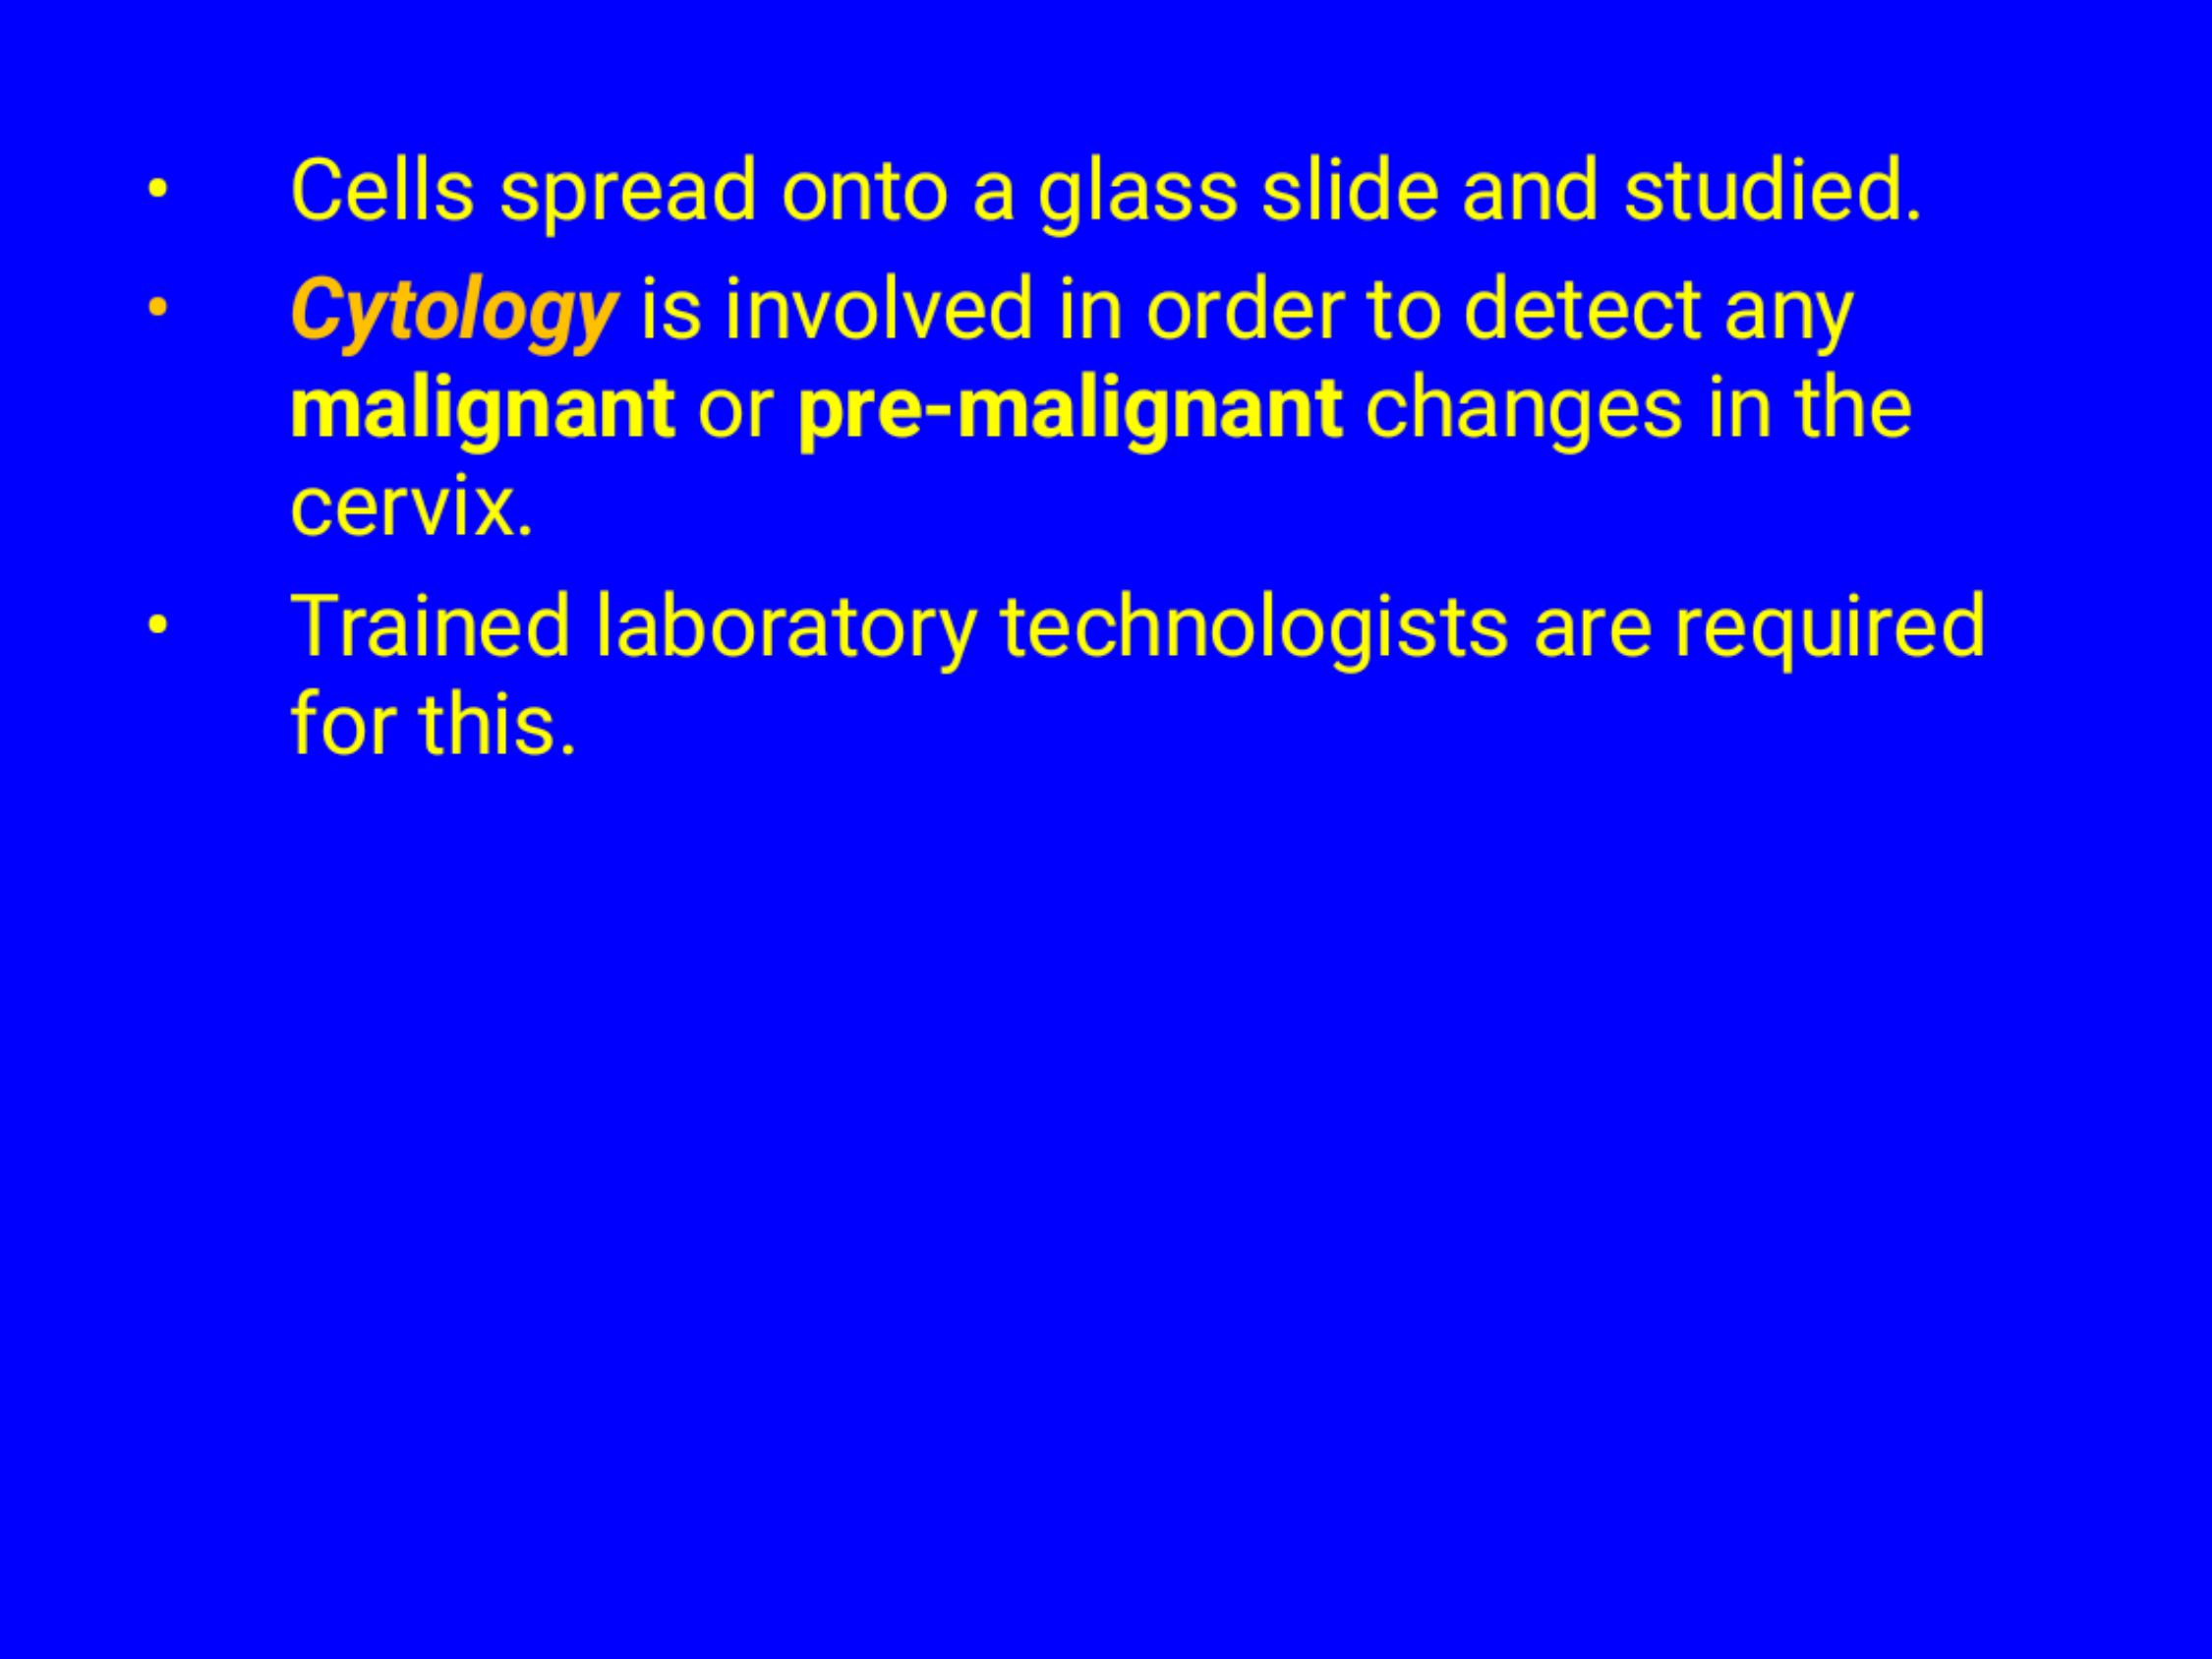 • Cells spread onto a glass slide and studied.
• Cytology is involved in order to detect any
malignant or pre-malignant changes in the
cervix.
• Trained laboratory technologists are required
for this.